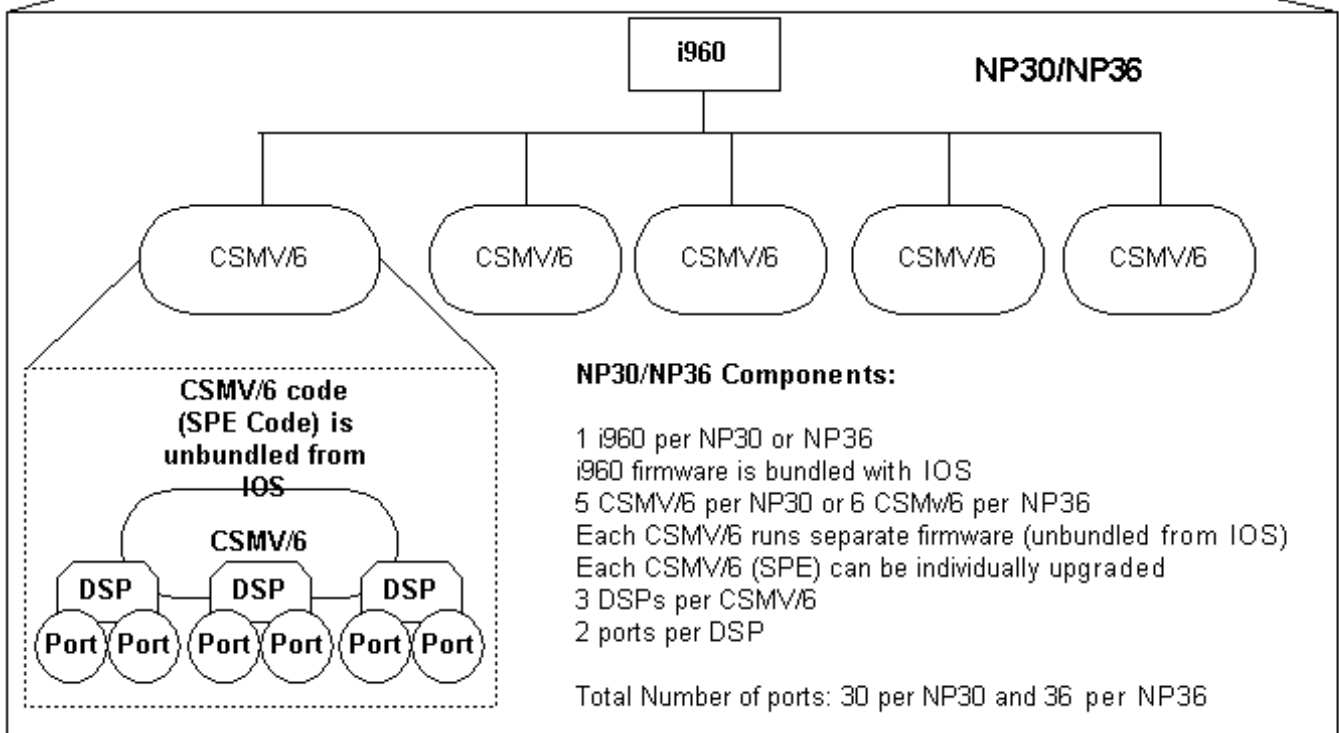 i960
NP30/NP36
CSMV/6
CSMV/6
CSMV/6
CSMV/6
CSMV/6
CSMV/6 code
(SPE Code) is
unbundled from
IOS
CSMV/6
DSP
DSP
DSP
Port
Port
Port
Port
Port
Port
NP30/NP36 Components:
1 i960 per NP30 or NP36
i960 firmware is bundled with IOS
5 CSMV/6 per NP30 or 6 CSMw/6 per NP36
Each CSMV/6 runs separate firmware (unbundled from IOS)
Each CSMV/6 (SPE) can be individually upgraded
3 DSPs per CSMV/6
2 ports per DSP
Total Number of ports: 30 per NP30 and 36 per NP36